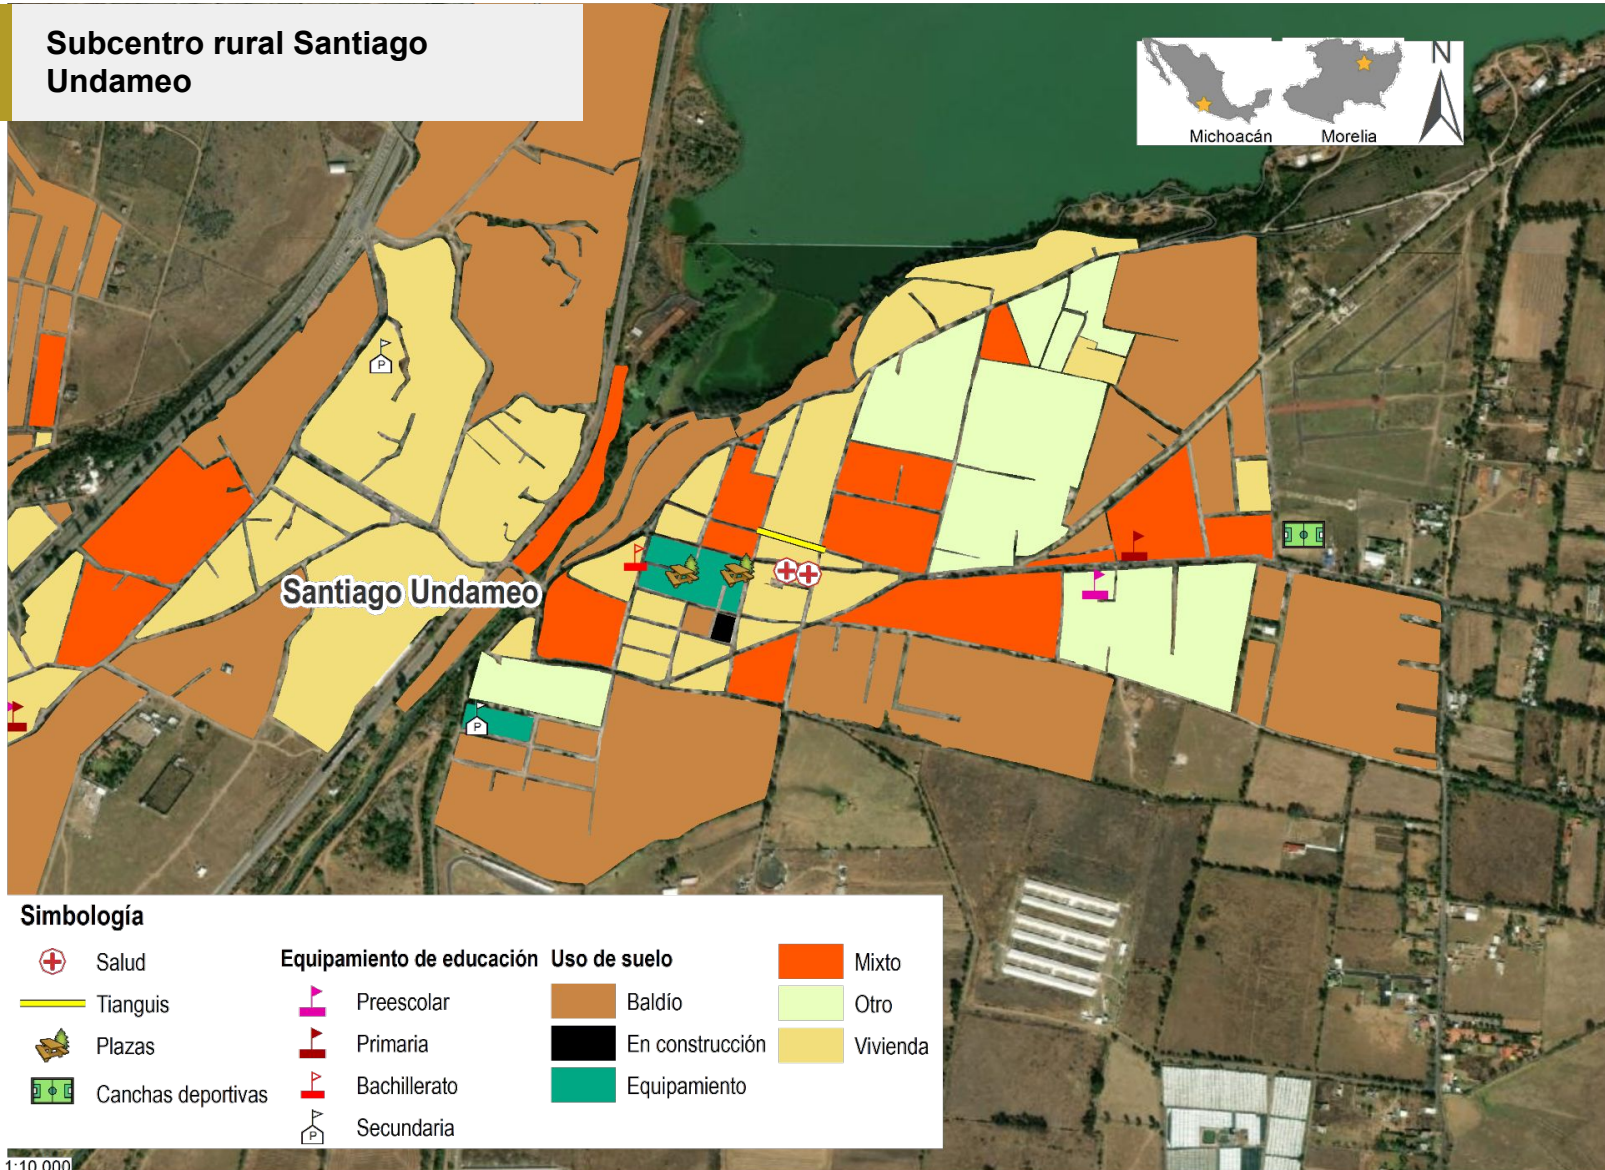 Subcentro rural Santiago
Undameo
N
Michoacán
Morelia
P
Santiago Undameo
P
Simbología
Salud
Tianguis
Plazas
Canchas deportivas
Equipamiento de educación
Preescolar
Primaria
Bachillerato
P
Secundaria
Uso de suelo
Baldío
En construcción
Equipamiento
Mixto
Otro
Vivienda
1:10,000